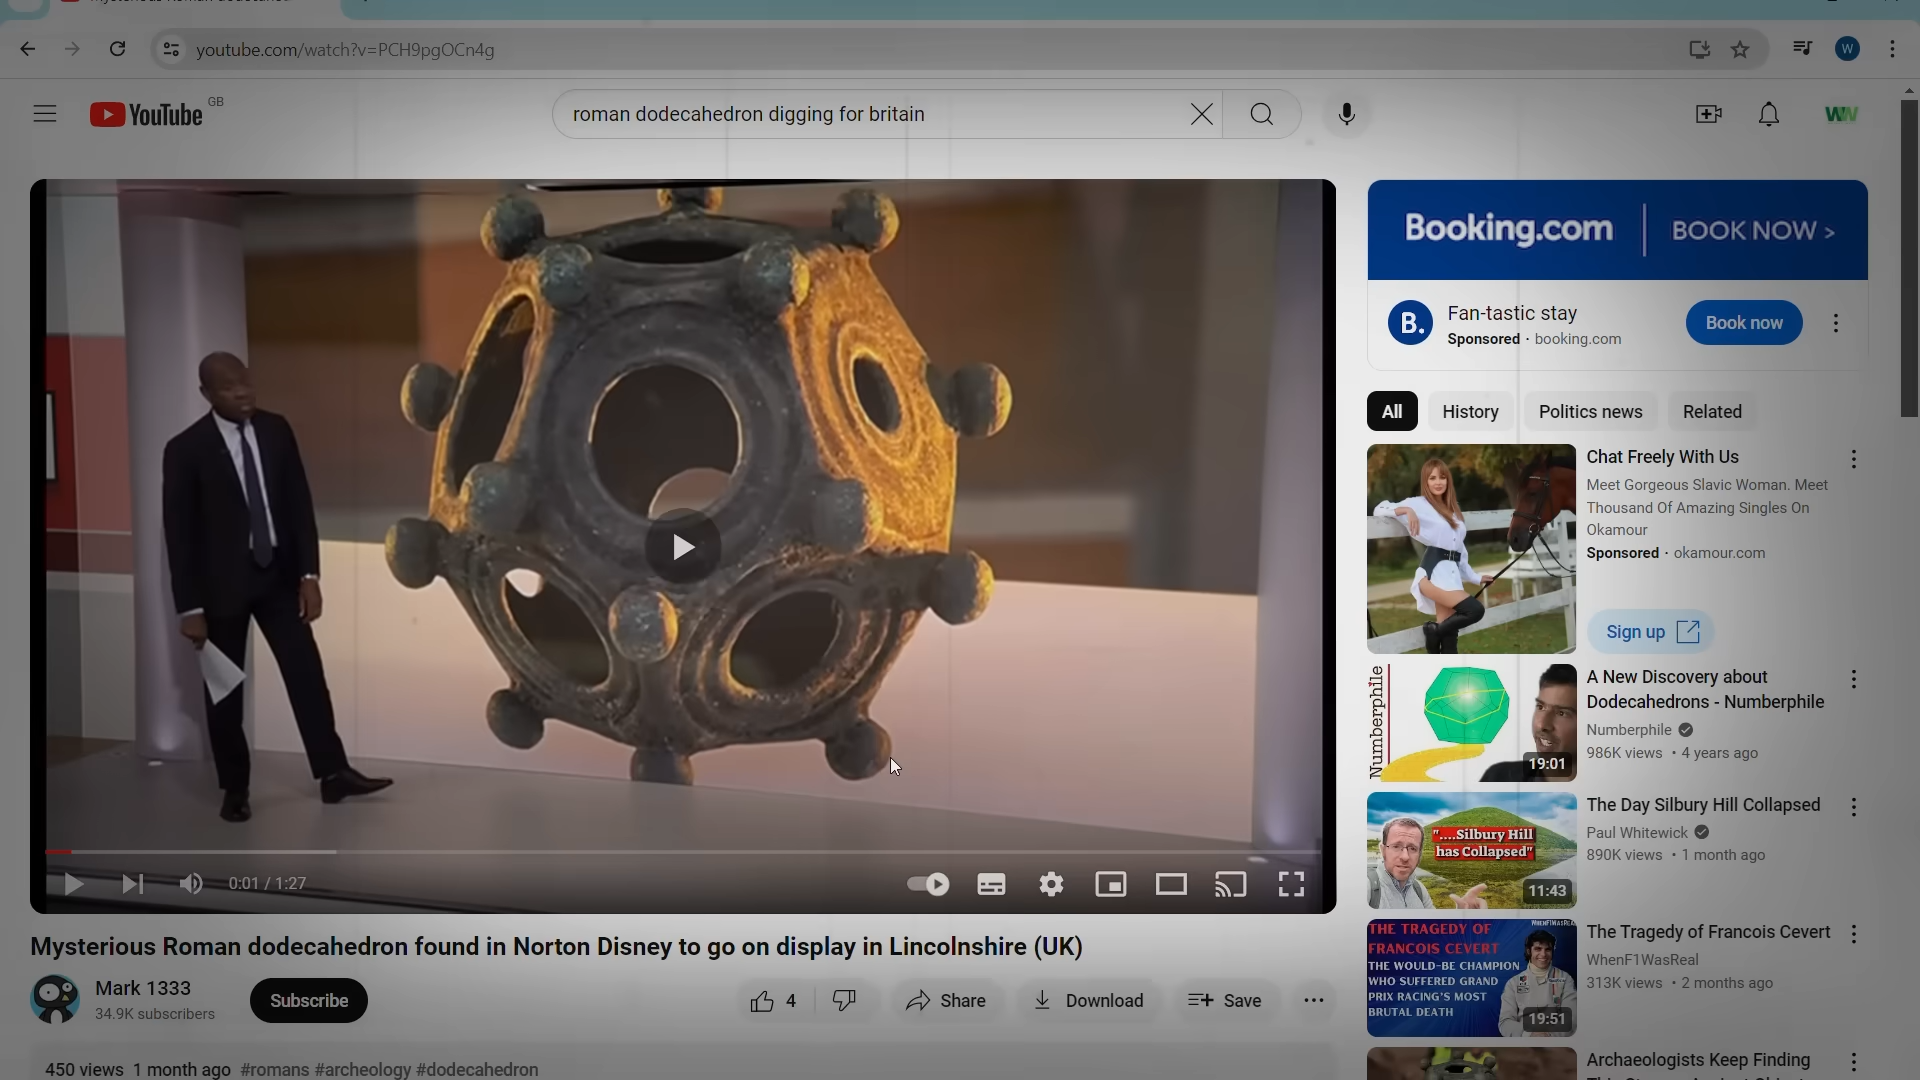 youtube.com/watch?v=PCH9pgOCn4g
W
YouTube GB
roman dodecahedron digging for britain
WW
Booking.com | BOOK NOW >
B.
Fan-tastic stay
Sponsored · booking.com
Book now
All
History
Politics news
Related
Chat Freely With Us
Meet Gorgeous Slavic Woman. Meet
Thousand Of Amazing Singles On
Okamour
Sponsored · okamour.com
Sign up
Numberphile
19:01
A New Discovery about
Dodecahedrons - Numberphile
Numberphile
986K views • 4 years ago
"....Silbury Hill
has Collapsed"
11:43
The Day Silbury Hill Collapsed
Paul Whitewick
890K views • 1 month ago
THE TRAGEDY OF
FRANCOIS CEVERT
THE WOULD-BE CHAMPION
WHO SUFFERED GRAND
PRIX RACING'S MOST
BRUTAL DEATH
19:51
The Tragedy of Francois Cevert
WhenF1WasReal
313K views • 2 months ago
Archaeologists Keep Finding
0:01 / 1:27
Mysterious Roman dodecahedron found in Norton Disney to go on display in Lincolnshire (UK)
Mark 1333
34.9K subscribers
Subscribe
4
Share
Download
Save
450 views 1 month ago #romans #archeology #dodecahedron